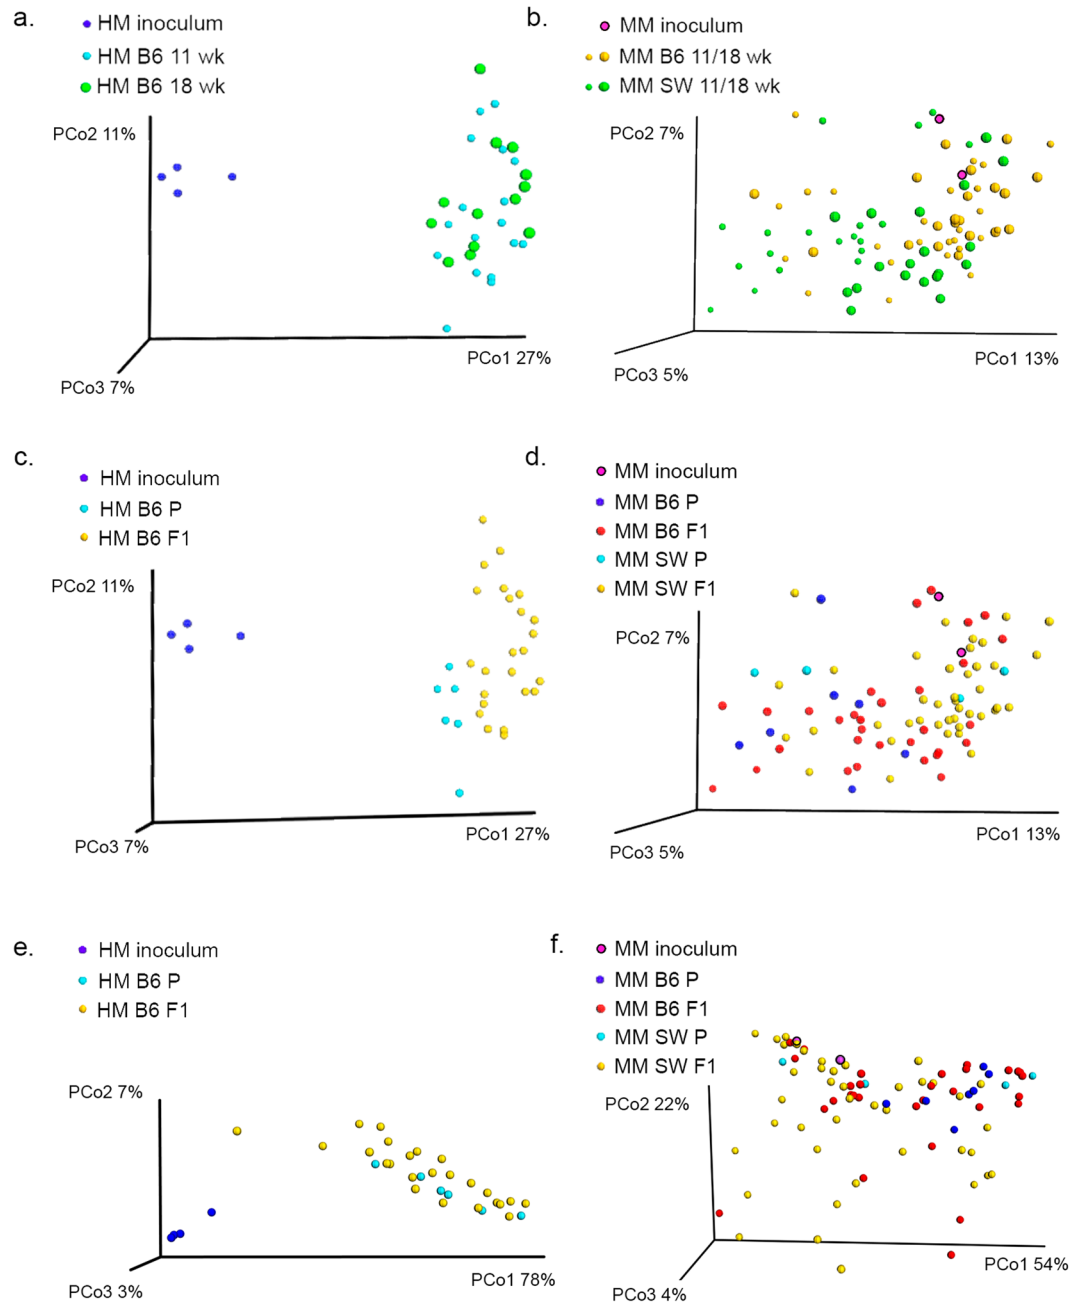 a.
HM inoculum
HM B6 11 wk
HM B6 18 wk
PCo2 11%
PCo1 27%
PCo3 7%
b.
MM inoculum
MM B6 11/18 wk
MM SW 11/18 wk
PCo2 7%
PCo1 13%
PCo3 5%
c.
HM inoculum
HM B6 P
HM B6 F1
PCo2 11%
PCo1 27%
PCo3 7%
d.
MM inoculum
MM B6 P
MM B6 F1
MM SW P
MM SW F1
PCo2 7%
PCo1 13%
PCo3 5%
e.
HM inoculum
HM B6 P
HM B6 F1
PCo2 7%
PCo1 78%
PCo3 3%
f.
MM inoculum
MM B6 P
MM B6 F1
MM SW P
MM SW F1
PCo2 22%
PCo1 54%
PCo3 4%